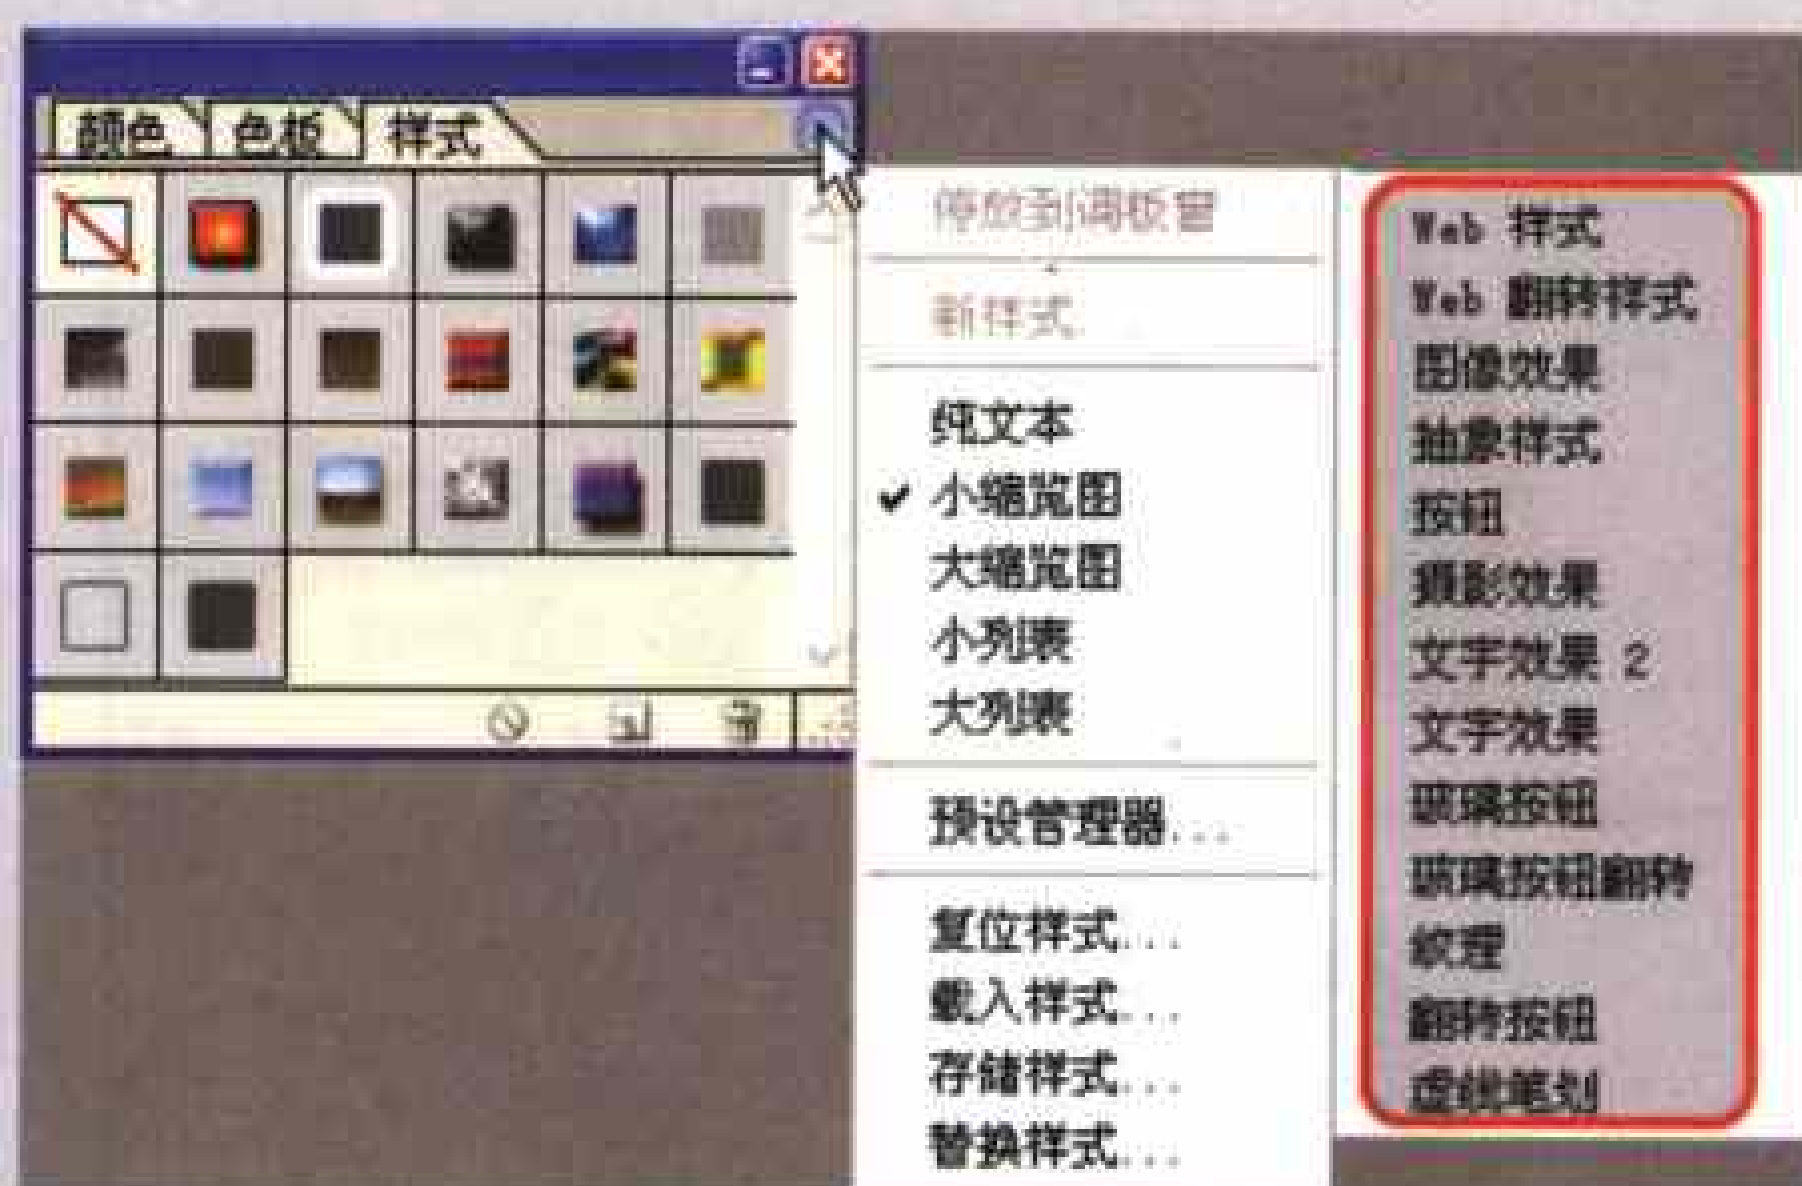 颜色 色板 样式
停放到调板窗
新样式
纯文本
小缩览图
大缩览图
小列表
大列表
预设管理器...
复位样式...
载入样式...
存储样式...
替换样式...
Web 样式
Web 翻转样式
图像效果
抽象样式
按钮
摄影效果
文字效果 2
文字效果
玻璃按钮
玻璃按钮翻转
纹理
翻转按钮
虚线笔划